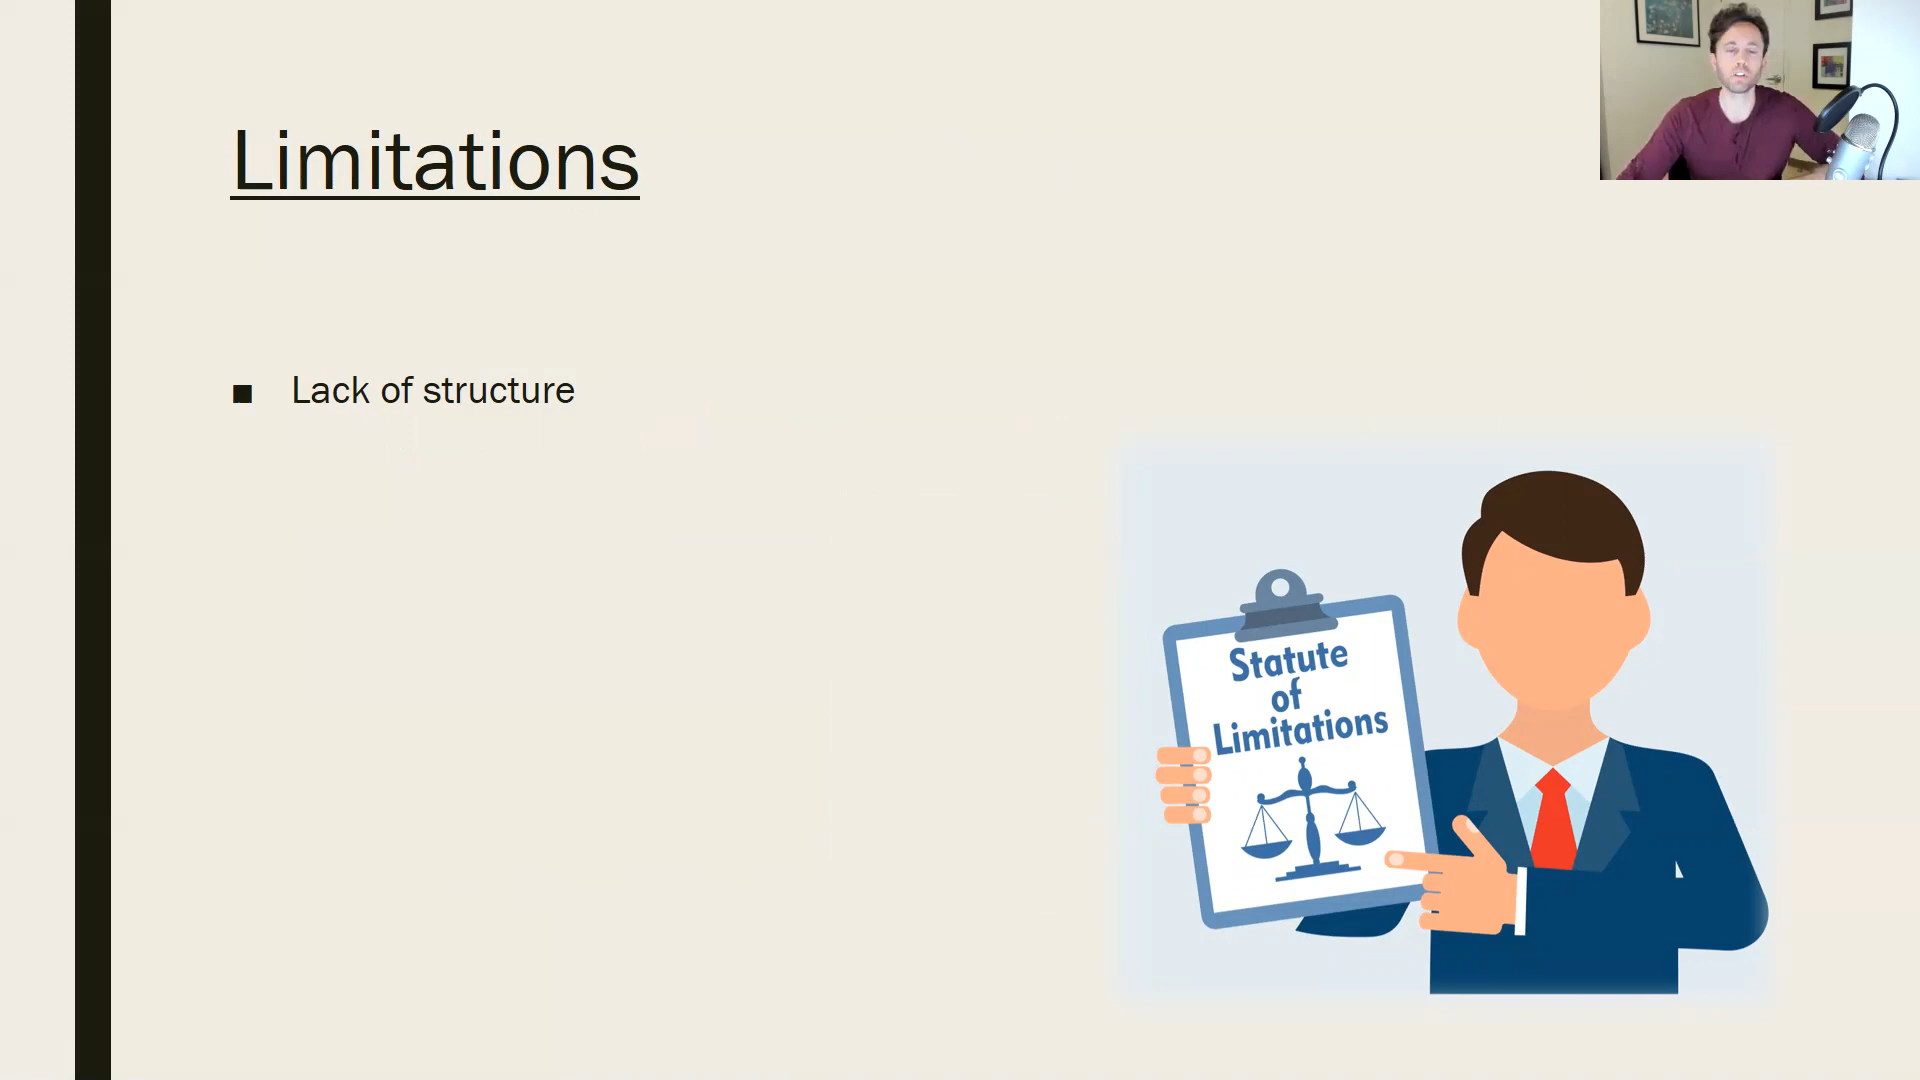 Limitations
■ Lack of structure
Statute
of
Limitations